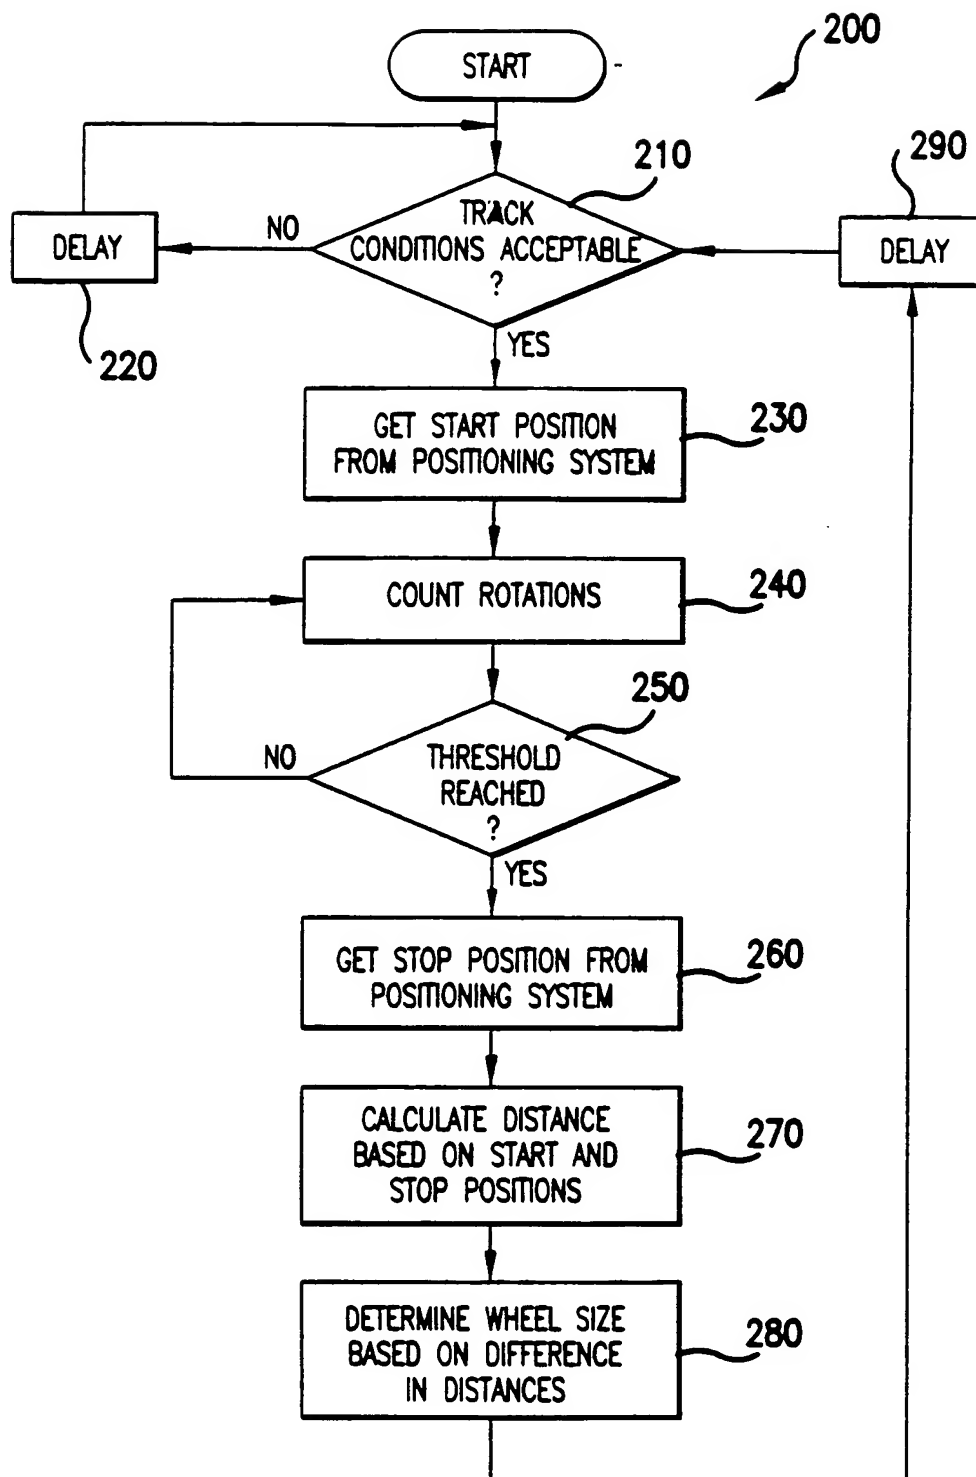 200
START
210
290
TRACK
CONDITIONS ACCEPTABLE
?
NO
DELAY
DELAY
220
YES
GET START POSITION
FROM POSITIONING SYSTEM
230
COUNT ROTATIONS
240
250
THRESHOLD
REACHED
?
NO
YES
GET STOP POSITION FROM
POSITIONING SYSTEM
260
CALCULATE DISTANCE
BASED ON START AND
STOP POSITIONS
270
DETERMINE WHEEL SIZE
BASED ON DIFFERENCE
IN DISTANCES
280